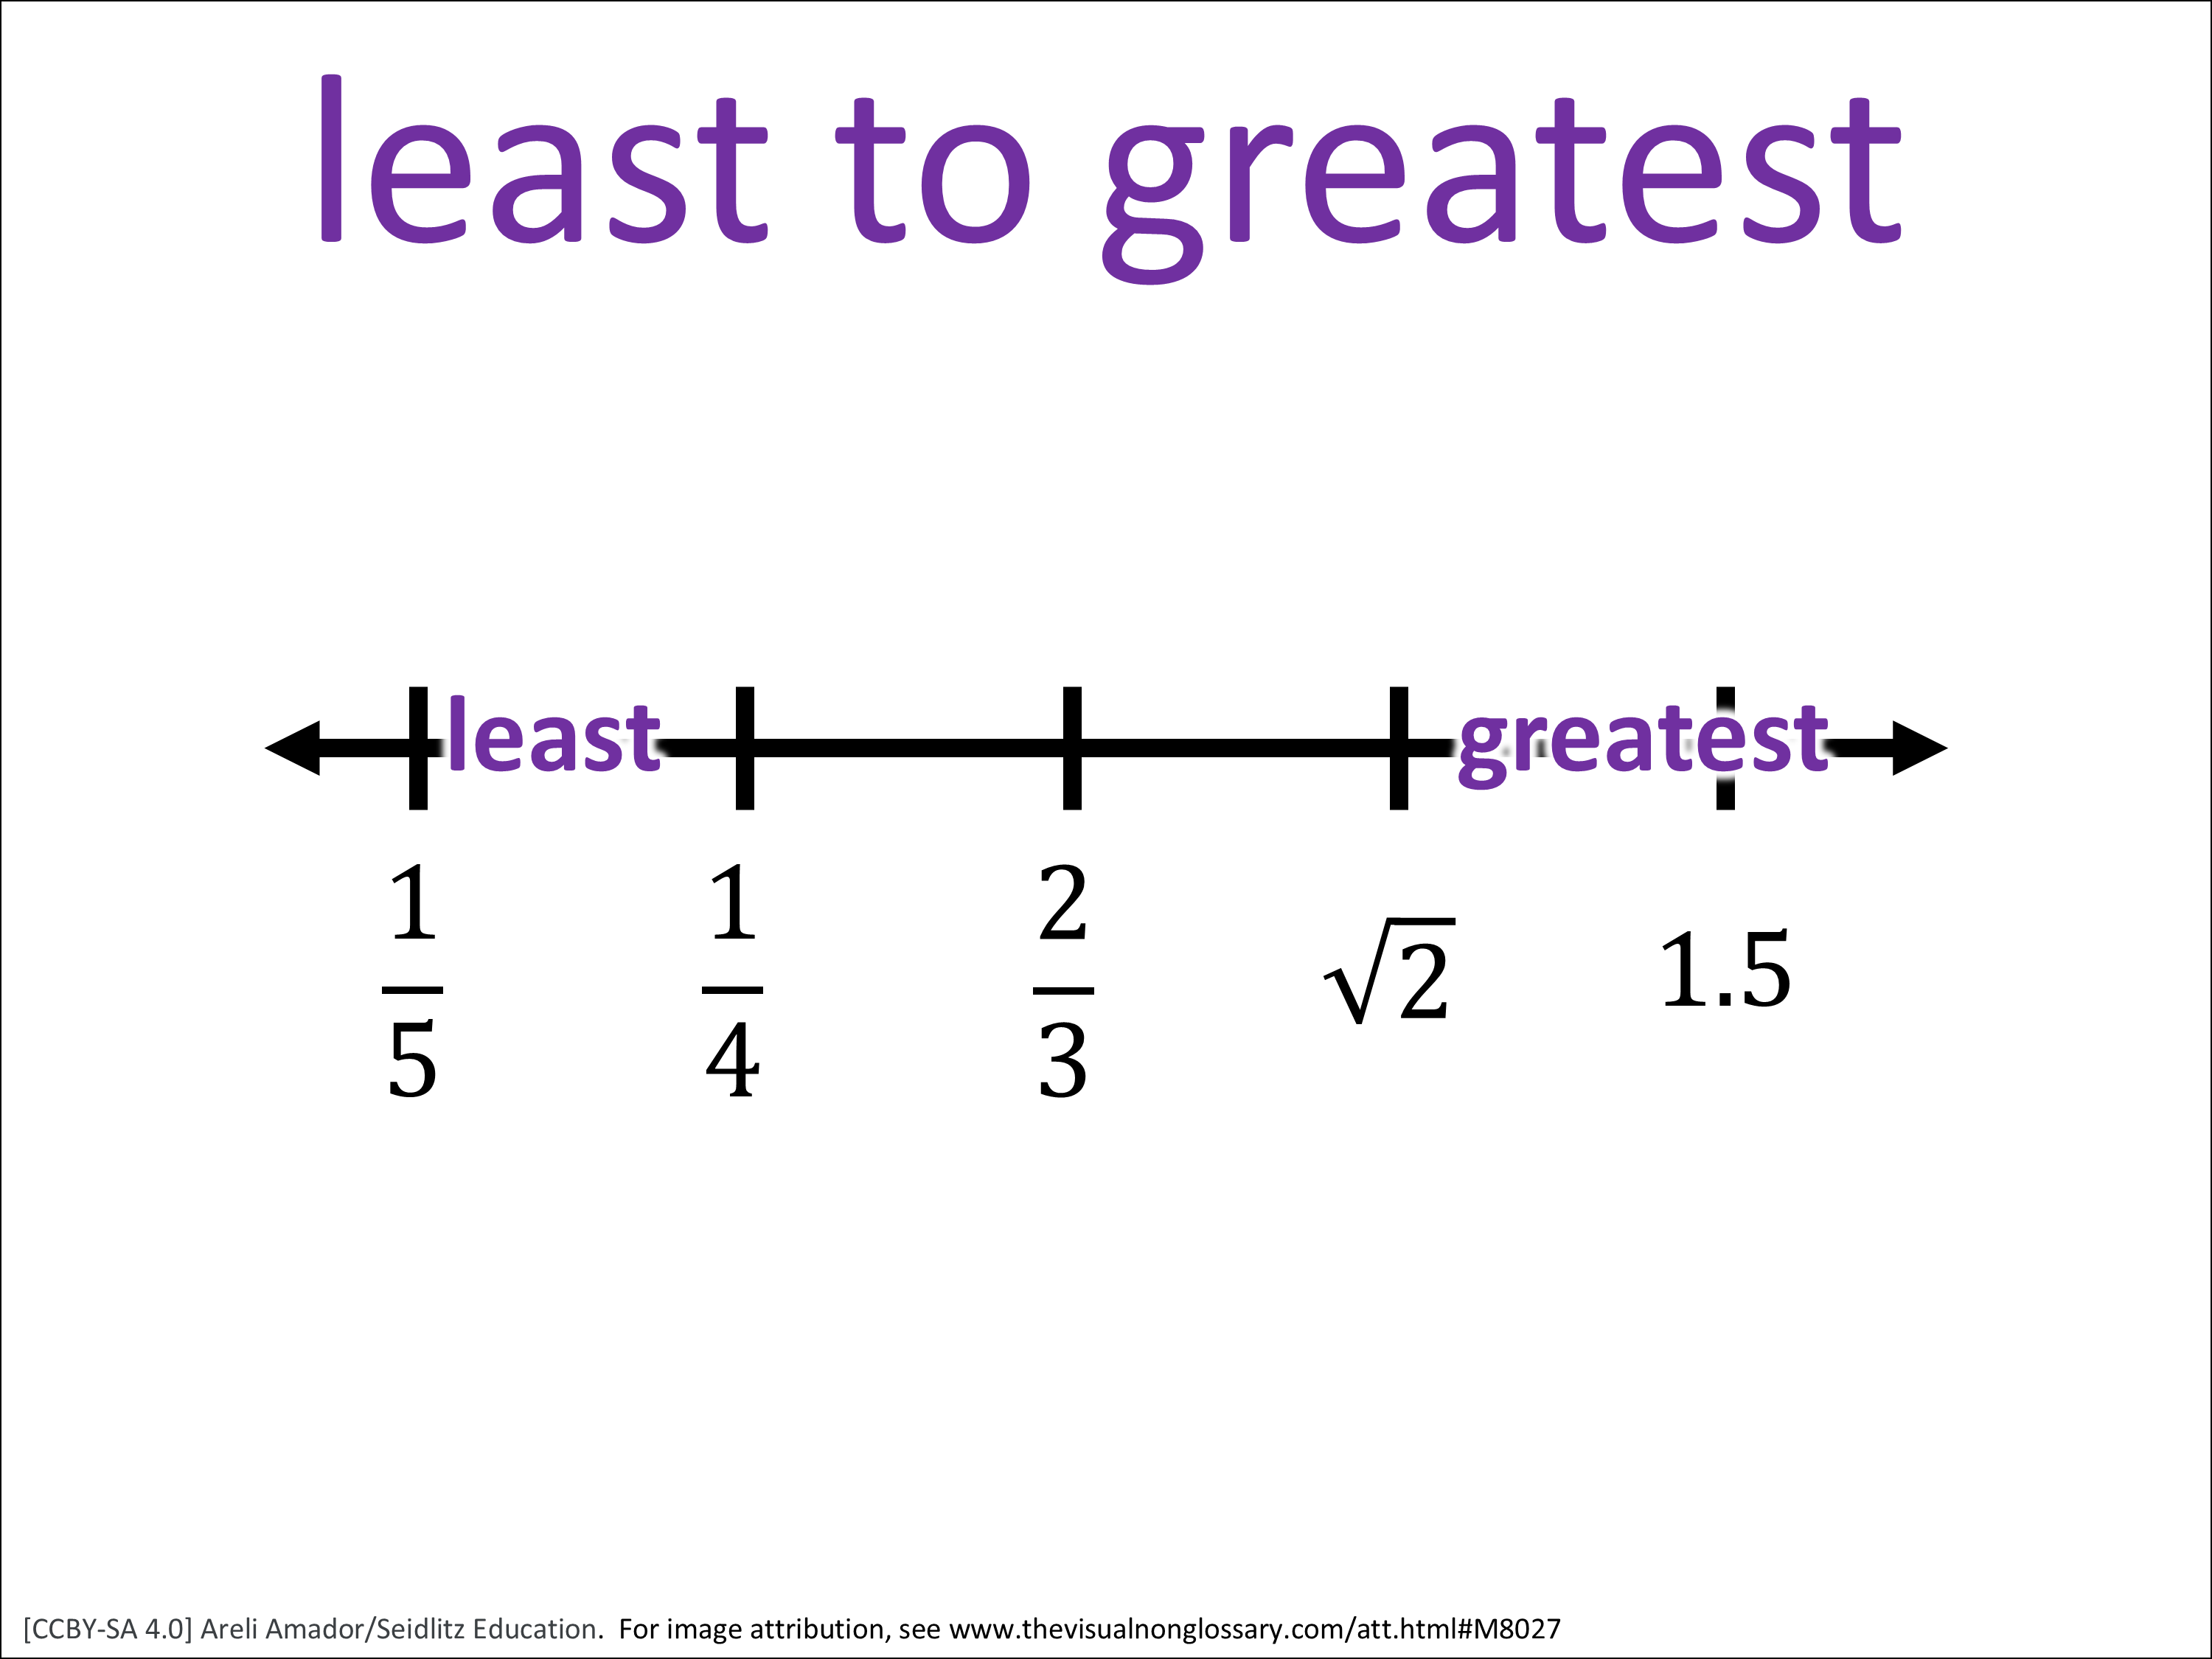 least to greatest
least greatest
1/5 1/4 2/3 √2 1.5
[CCBY-SA 4.0] Areli Amador/Seidlitz Education. For image attribution, see www.thevisualnonglossary.com/att.html#M8027